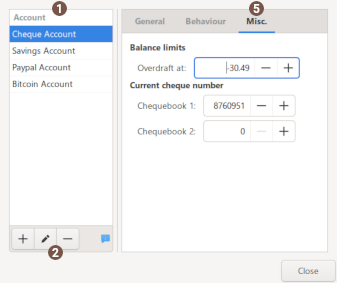 1
5
Account
General Behaviour Misc.
Cheque Account
Savings Account
Paypal Account
Bitcoin Account
Balance limits
Overdraft at: -30.49 − +
Current cheque number
Chequebook 1: 8760951 − +
Chequebook 2: 0 − +
+ −
2
Close